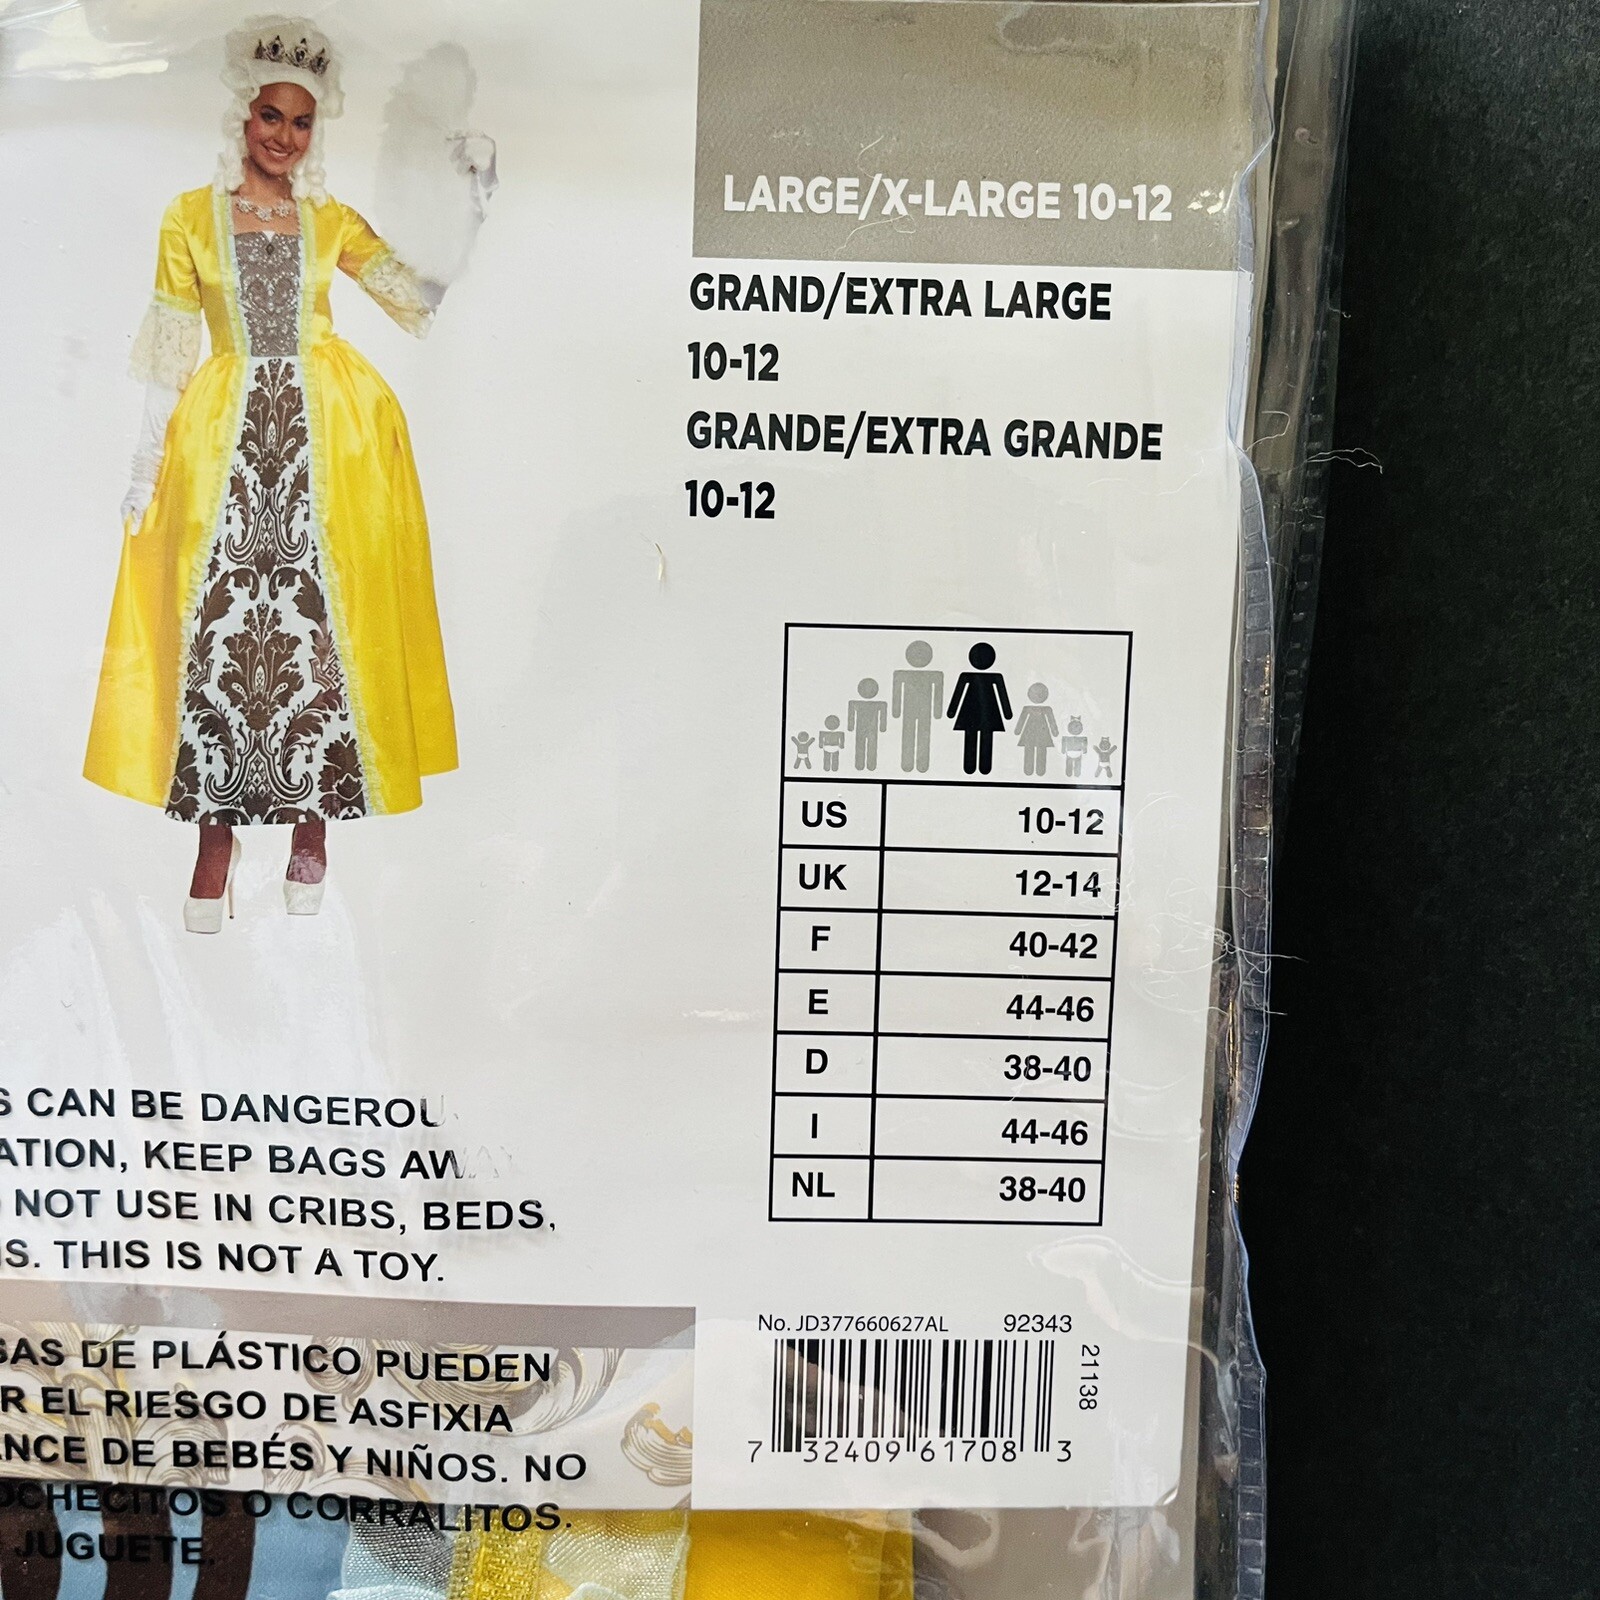 LARGE/X-LARGE 10-12
GRAND/EXTRA LARGE
10-12
GRANDE/EXTRA GRANDE
10-12
US 10-12
UK 12-14
F 40-42
E 44-46
D 38-40
I 44-46
NL 38-40
S CAN BE DANGEROU
ATION, KEEP BAGS AWAY
NOT USE IN CRIBS, BEDS,
S. THIS IS NOT A TOY.
SAS DE PLÁSTICO PUEDEN
R EL RIESGO DE ASFIXIA
ANCE DE BEBÉS Y NIÑOS. NO
OCHECITOS O CORRALITOS.
JUGUETE.
No. JD377660627AL 92343
21138
7 32409 61708 3